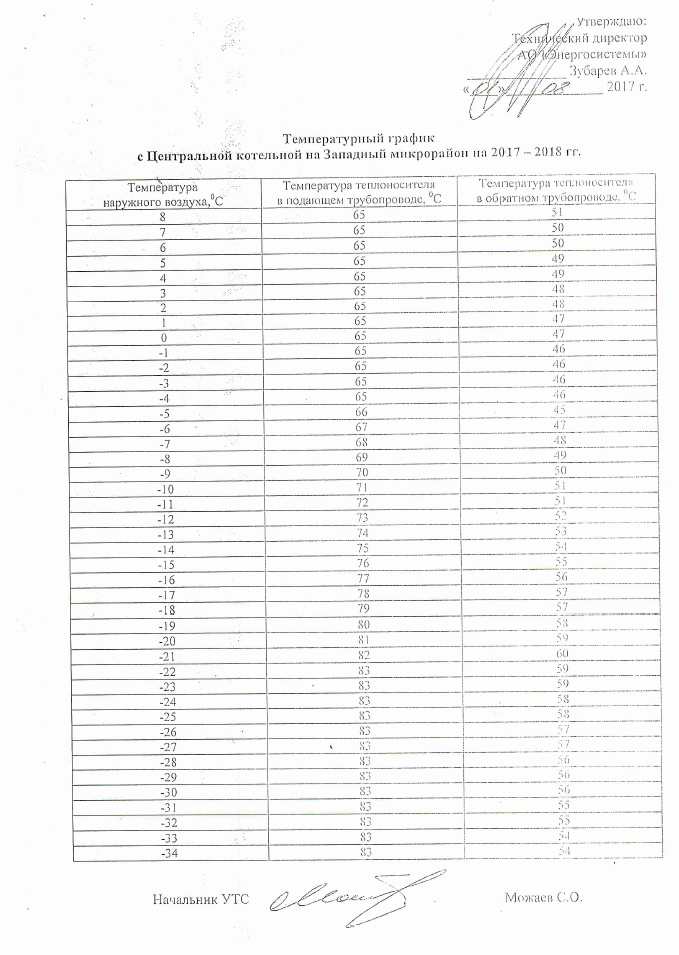 Утверждаю:
Технический директор
АО «Энергосистемы»
Зубарев А.А.
« 01 » 08 2017 г.
Температурный график
с Центральной котельной на Западный микрорайон на 2017 – 2018 гг.
Температура наружного воздуха,⁰С Температура теплоносителя в подающем трубопроводе, ⁰С Температура теплоносителя в обратном трубопроводе, ⁰С
8 65 51
7 65 50
6 65 50
5 65 49
4 65 49
3 65 48
2 65 48
1 65 47
0 65 47
-1 65 46
-2 65 46
-3 65 46
-4 65 46
-5 66 45
-6 67 47
-7 68 48
-8 69 49
-9 70 50
-10 71 51
-11 72 51
-12 73 52
-13 74 53
-14 75 54
-15 76 55
-16 77 56
-17 78 57
-18 79 57
-19 80 58
-20 81 59
-21 82 60
-22 83 59
-23 83 59
-24 83 58
-25 83 58
-26 83 57
-27 83 57
-28 83 56
-29 83 56
-30 83 56
-31 83 55
-32 83 55
-33 83 54
-34 83 54
Начальник УТС Можаев С.О.